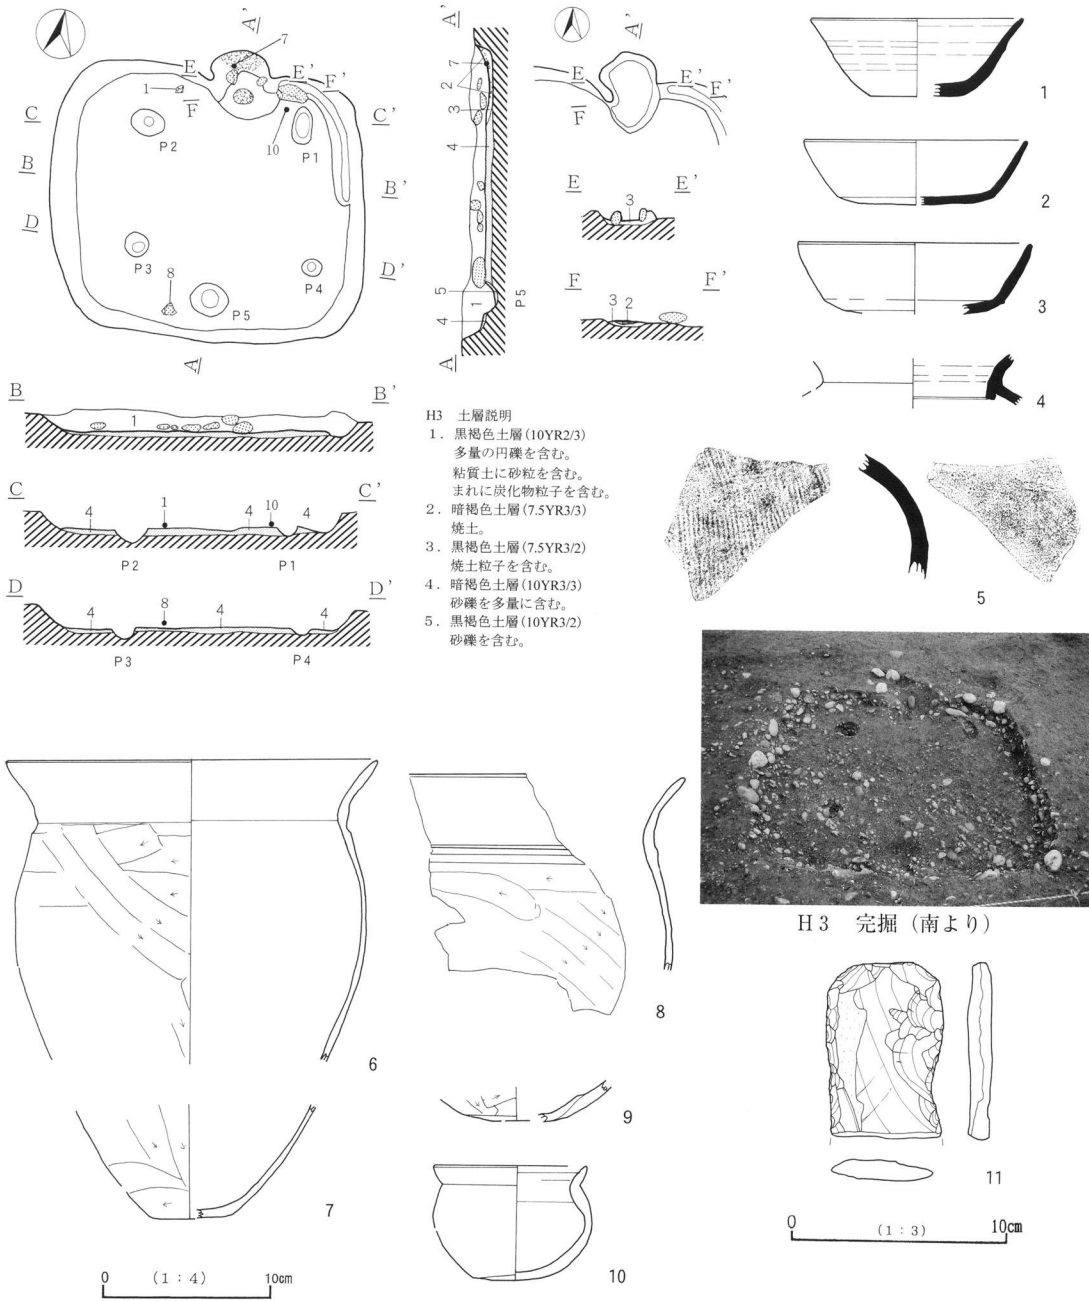 A'
7
E
E'
F'
1
F
C
C'
P2
10
P1
B
B'
D
D'
P3
8
P4
P5
A
A'
7
2
3
4
5
1
4
P5
A
A'
E
E'
F'
F
E
E'
3
F
F'
3 2
B
B'
1
C
C'
4
1
4
10
4
P2
P1
D
D'
4
8
4
4
P3
P4
H3 土層説明
1. 黒褐色土層(10YR2/3)
多量の円礫を含む。
粘質土に砂粒を含む。
まれに炭化物粒子を含む。
2. 暗褐色土層(7.5YR3/3)
焼土。
3. 黒褐色土層(7.5YR3/2)
焼土粒子を含む。
4. 暗褐色土層(10YR3/3)
砂礫を多量に含む。
5. 黒褐色土層(10YR3/2)
砂礫を含む。
1
2
3
4
5
H3 完掘(南より)
6
7
8
9
10
11
0 (1:4) 10cm
0 (1:3) 10cm